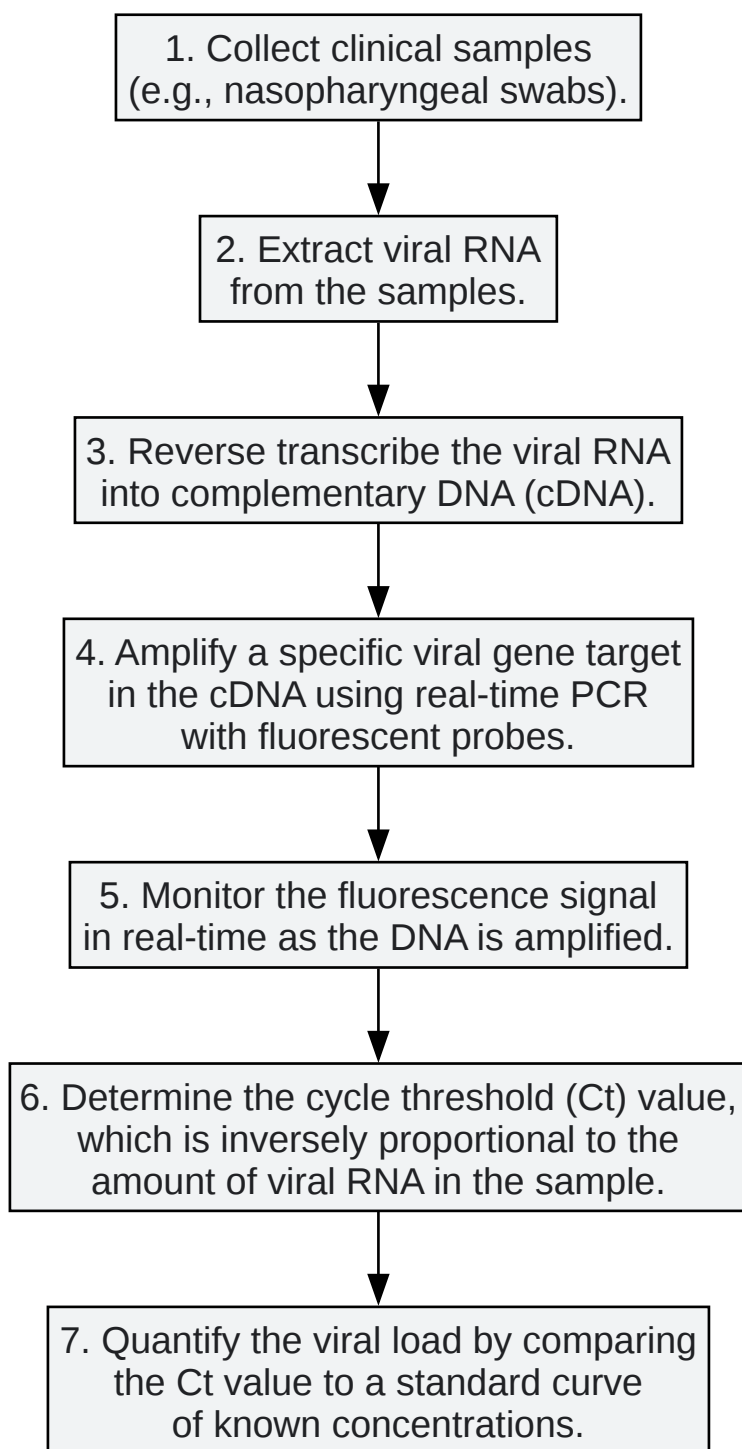 1. Collect clinical samples
(e.g., nasopharyngeal swabs).
2. Extract viral RNA
from the samples.
3. Reverse transcribe the viral RNA
into complementary DNA (cDNA).
4. Amplify a specific viral gene target
in the cDNA using real-time PCR
with fluorescent probes.
5. Monitor the fluorescence signal
in real-time as the DNA is amplified.
6. Determine the cycle threshold (Ct) value,
which is inversely proportional to the
amount of viral RNA in the sample.
7. Quantify the viral load by comparing
the Ct value to a standard curve
of known concentrations.